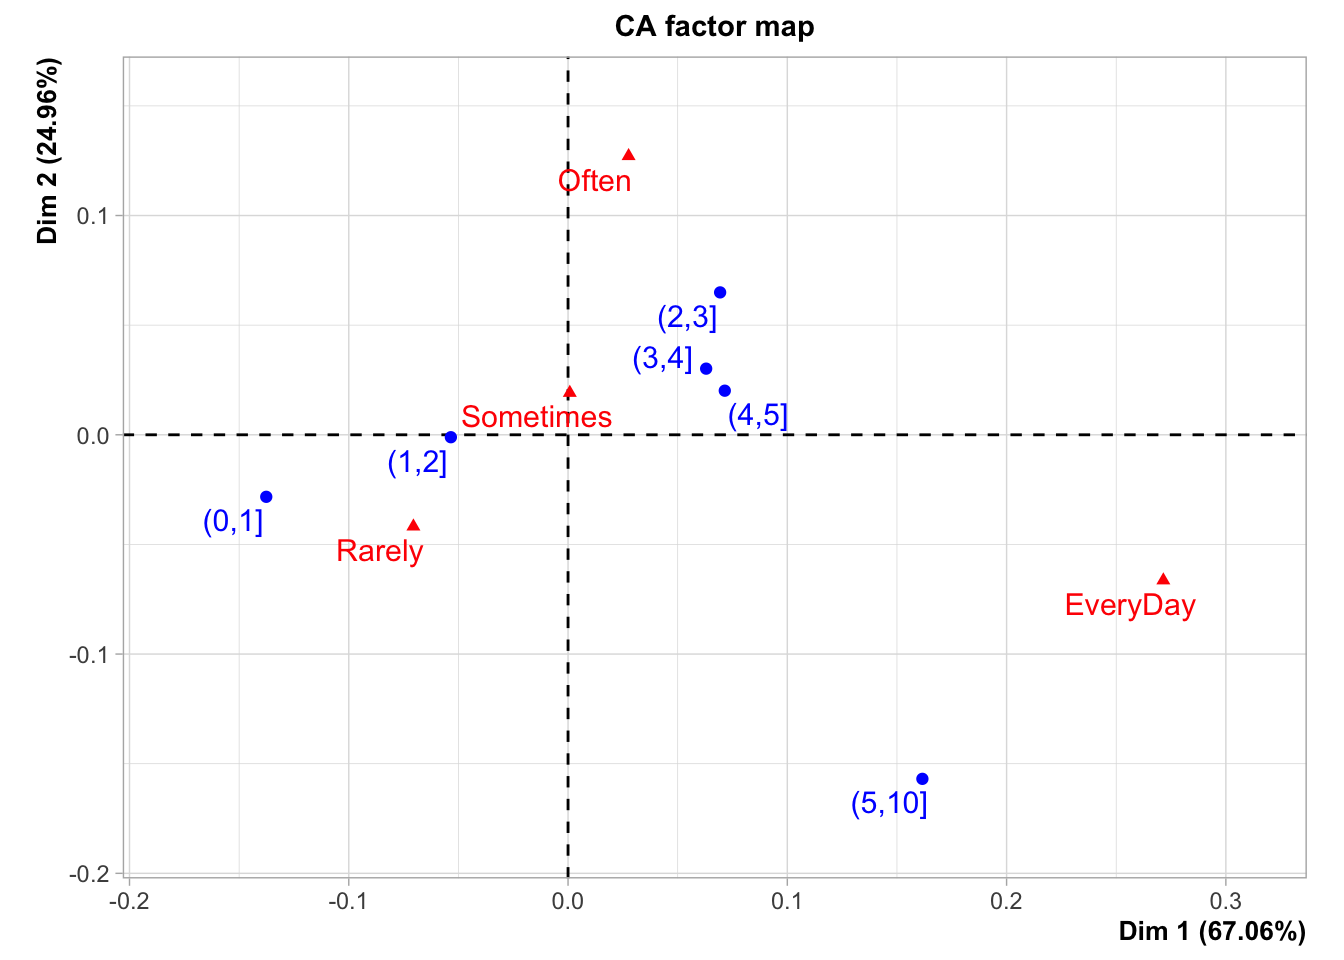 CA factor map
Dim 2 (24.96%)
Often
0.1
(2,3]
(3,4]
Sometimes
(4,5]
0.0
(1,2]
(0,1]
Rarely
EveryDay
-0.1
(5,10]
-0.2
-0.2 -0.1 0.0 0.1 0.2 0.3
Dim 1 (67.06%)